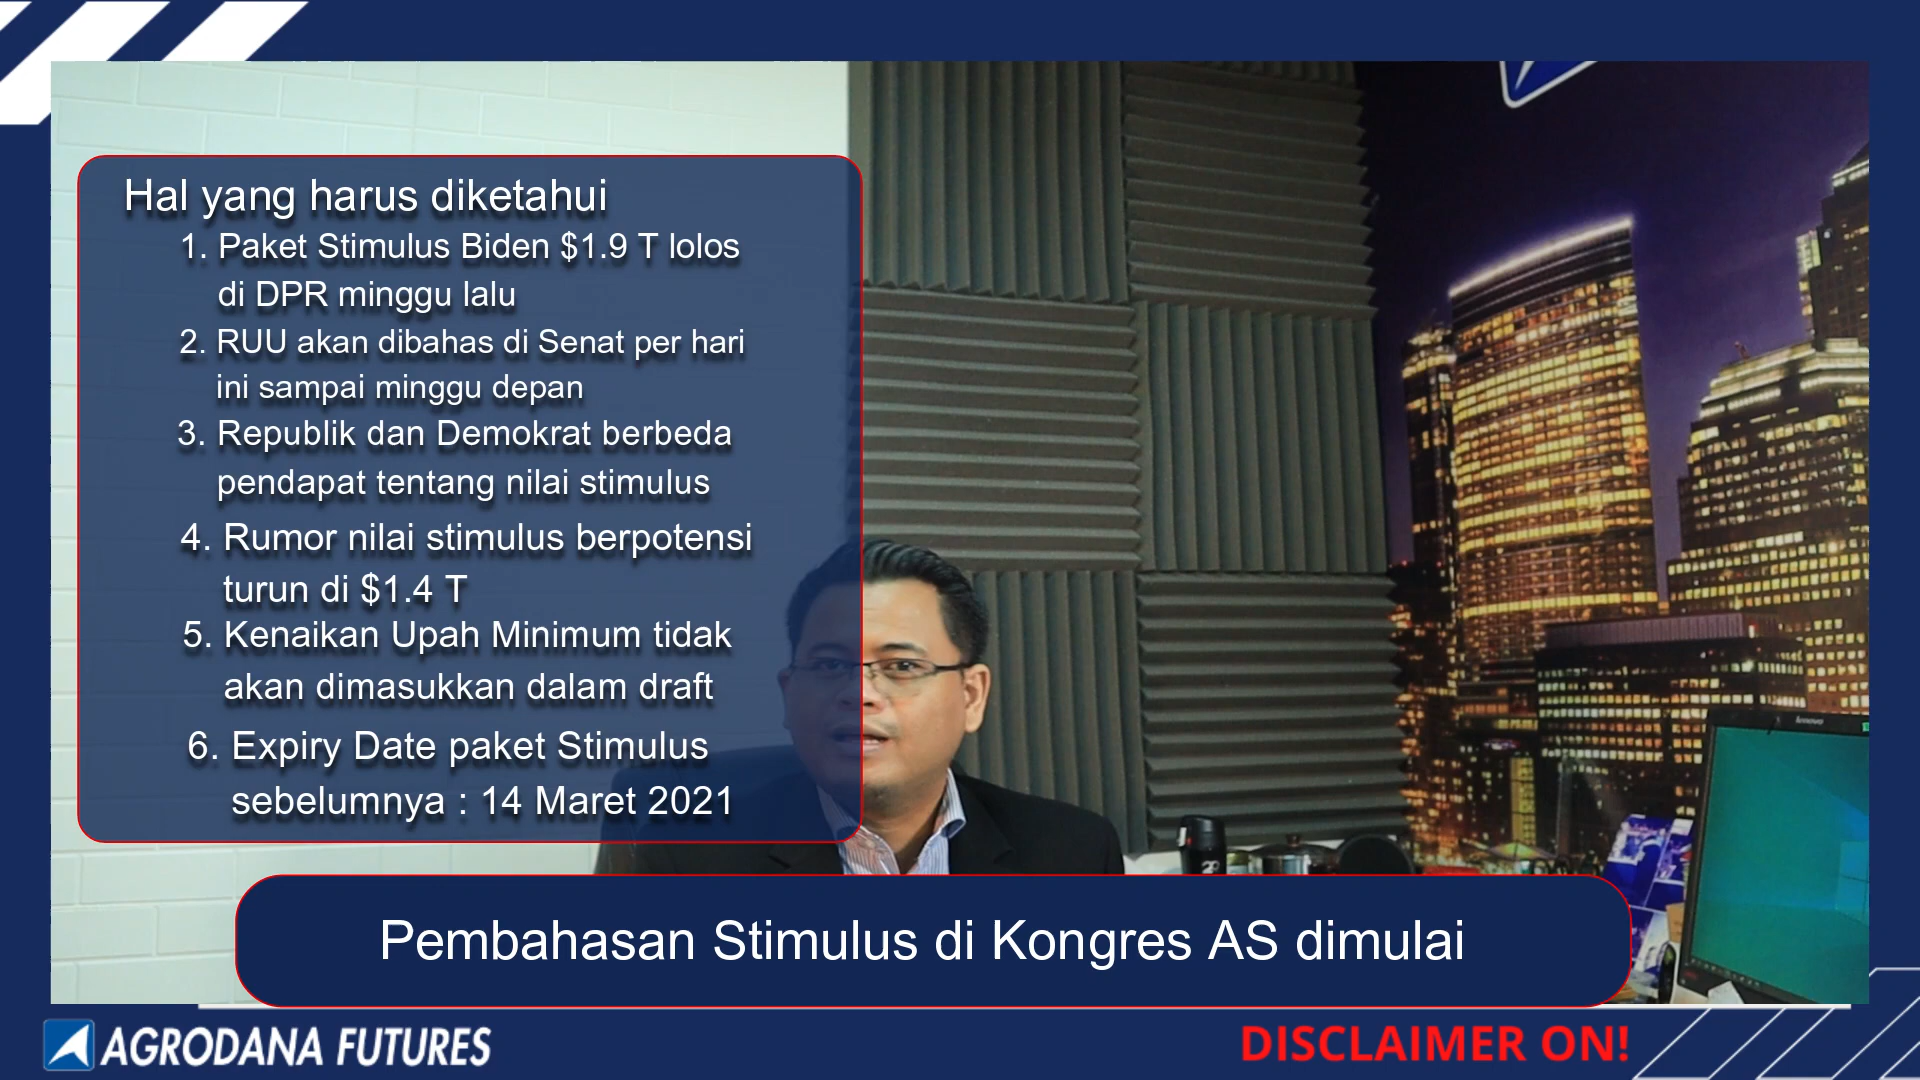 Hal yang harus diketahui
1. Paket Stimulus Biden $1.9 T lolos
di DPR minggu lalu
2. RUU akan dibahas di Senat per hari
ini sampai minggu depan
3. Republik dan Demokrat berbeda
pendapat tentang nilai stimulus
4. Rumor nilai stimulus berpotensi
turun di $1.4 T
5. Kenaikan Upah Minimum tidak
akan dimasukkan dalam draft
6. Expiry Date paket Stimulus
sebelumnya : 14 Maret 2021
lenovo
Pembahasan Stimulus di Kongres AS dimulai
AGRODANA FUTURES
DISCLAIMER ON!